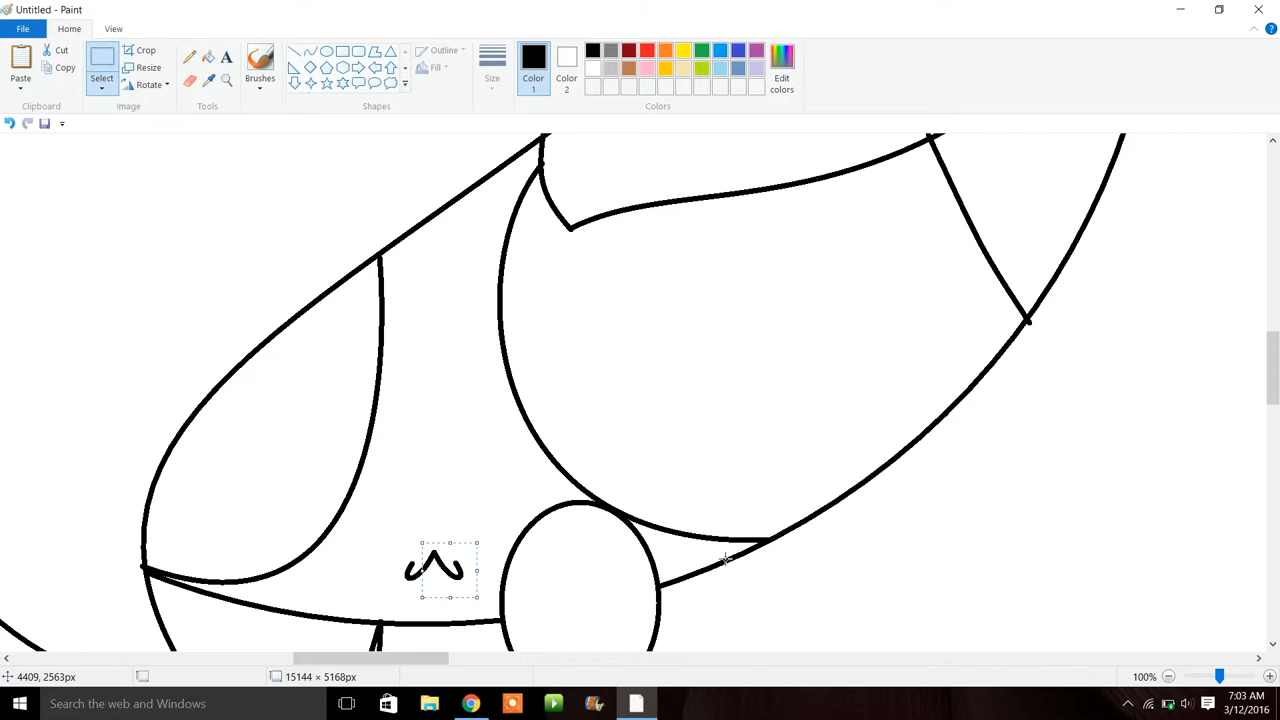 Untitled - Paint
File Home View
Paste Cut Copy Select Crop Resize Rotate A Brushes Outline Fill Size Color 1 Color 2 Edit colors
Clipboard Image Tools Shapes Colors
4409, 2563px 15144 × 5168px 100%
Search the web and Windows 7:03 AM
3/12/2016